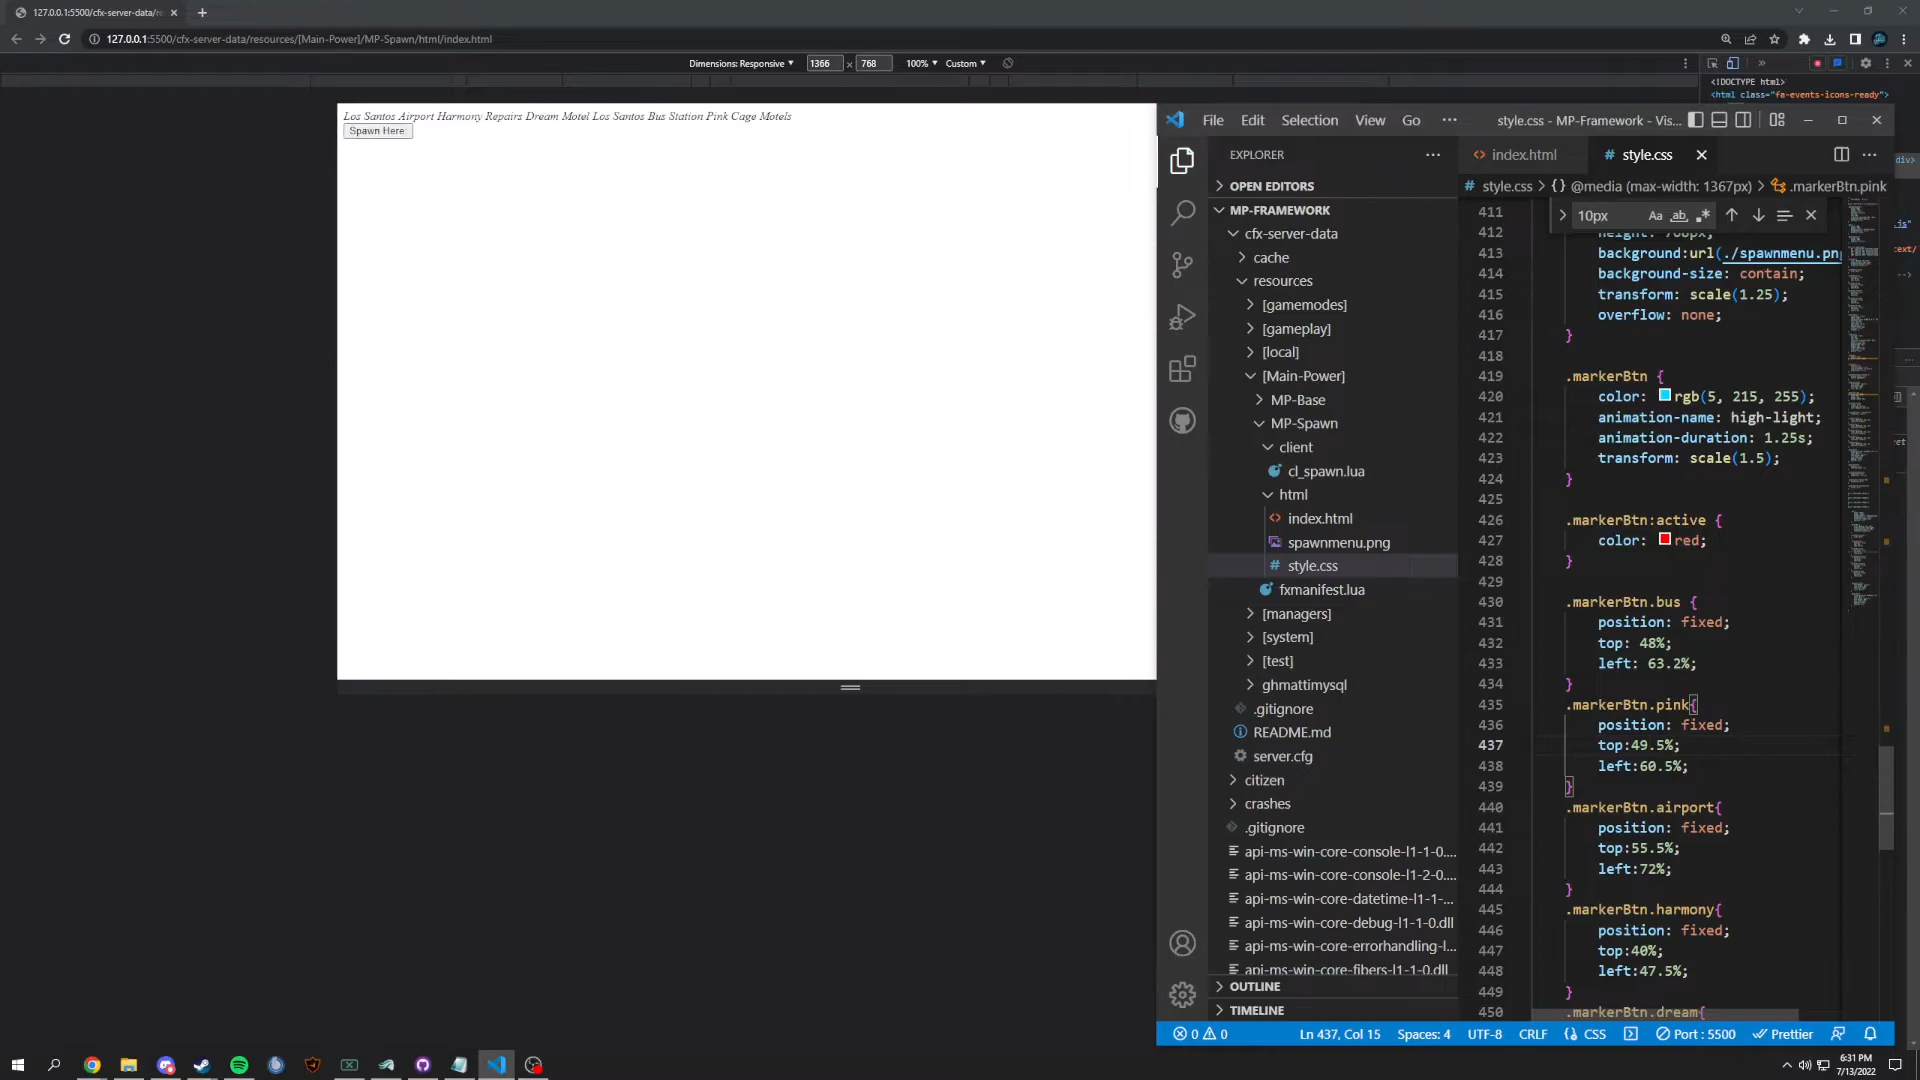 127.0.0.1:5500/cfx-server-data/re
127.0.0.1:5500/cfx-server-data/resources/[Main-Power]/MP-Spawn/html/index.html
Dimensions: Responsive 1366 × 768 100% Custom
<!DOCTYPE html>
<html class="fa-events-icons-ready">
Los Santos Airport Harmony Repairs Dream Motel Los Santos Bus Station Pink Cage Motels
Spawn Here:
File Edit Selection View Go ··· style.css - MP-Framework - Vis...
EXPLORER
OPEN EDITORS
MP-FRAMEWORK
cfx-server-data
cache
resources
[gamemodes]
[gameplay]
[local]
[Main-Power]
MP-Base
MP-Spawn
client
cl_spawn.lua
html
index.html
spawnmenu.png
style.css
fxmanifest.lua
[managers]
[system]
[test]
ghmattimysql
.gitignore
README.md
server.cfg
citizen
crashes
.gitignore
api-ms-win-core-console-l1-1-0....
api-ms-win-core-console-l1-2-0....
api-ms-win-core-datetime-l1-1-...
api-ms-win-core-debug-l1-1-0.dll
api-ms-win-core-errorhandling-l...
api-ms-win-core-fibers-l1-1-0.dll
OUTLINE
TIMELINE
index.html
style.css
style.css > {} @media (max-width: 1367px) > .markerBtn.pink
10px
411
412
413 background:url(./spawnmenu.png
414 background-size: contain;
415 transform: scale(1.25);
416 overflow: none;
417 }
418
419 .markerBtn {
420 color: rgb(5, 215, 255);
421 animation-name: high-light;
422 animation-duration: 1.25s;
423 transform: scale(1.5);
424 }
425
426 .markerBtn:active {
427 color: red;
428 }
429
430 .markerBtn.bus {
431 position: fixed;
432 top: 48%;
433 left: 63.2%;
434 }
435 .markerBtn.pink{
436 position: fixed;
437 top:49.5%;
438 left:60.5%;
439 }
440 .markerBtn.airport{
441 position: fixed;
442 top:55.5%;
443 left:72%;
444 }
445 .markerBtn.harmony{
446 position: fixed;
447 top:40%;
448 left:47.5%;
449 }
450 .markerBtn.dream{
0 0 Ln 437, Col 15 Spaces: 4 UTF-8 CRLF CSS Port : 5500 Prettier
6:31 PM
7/13/2022